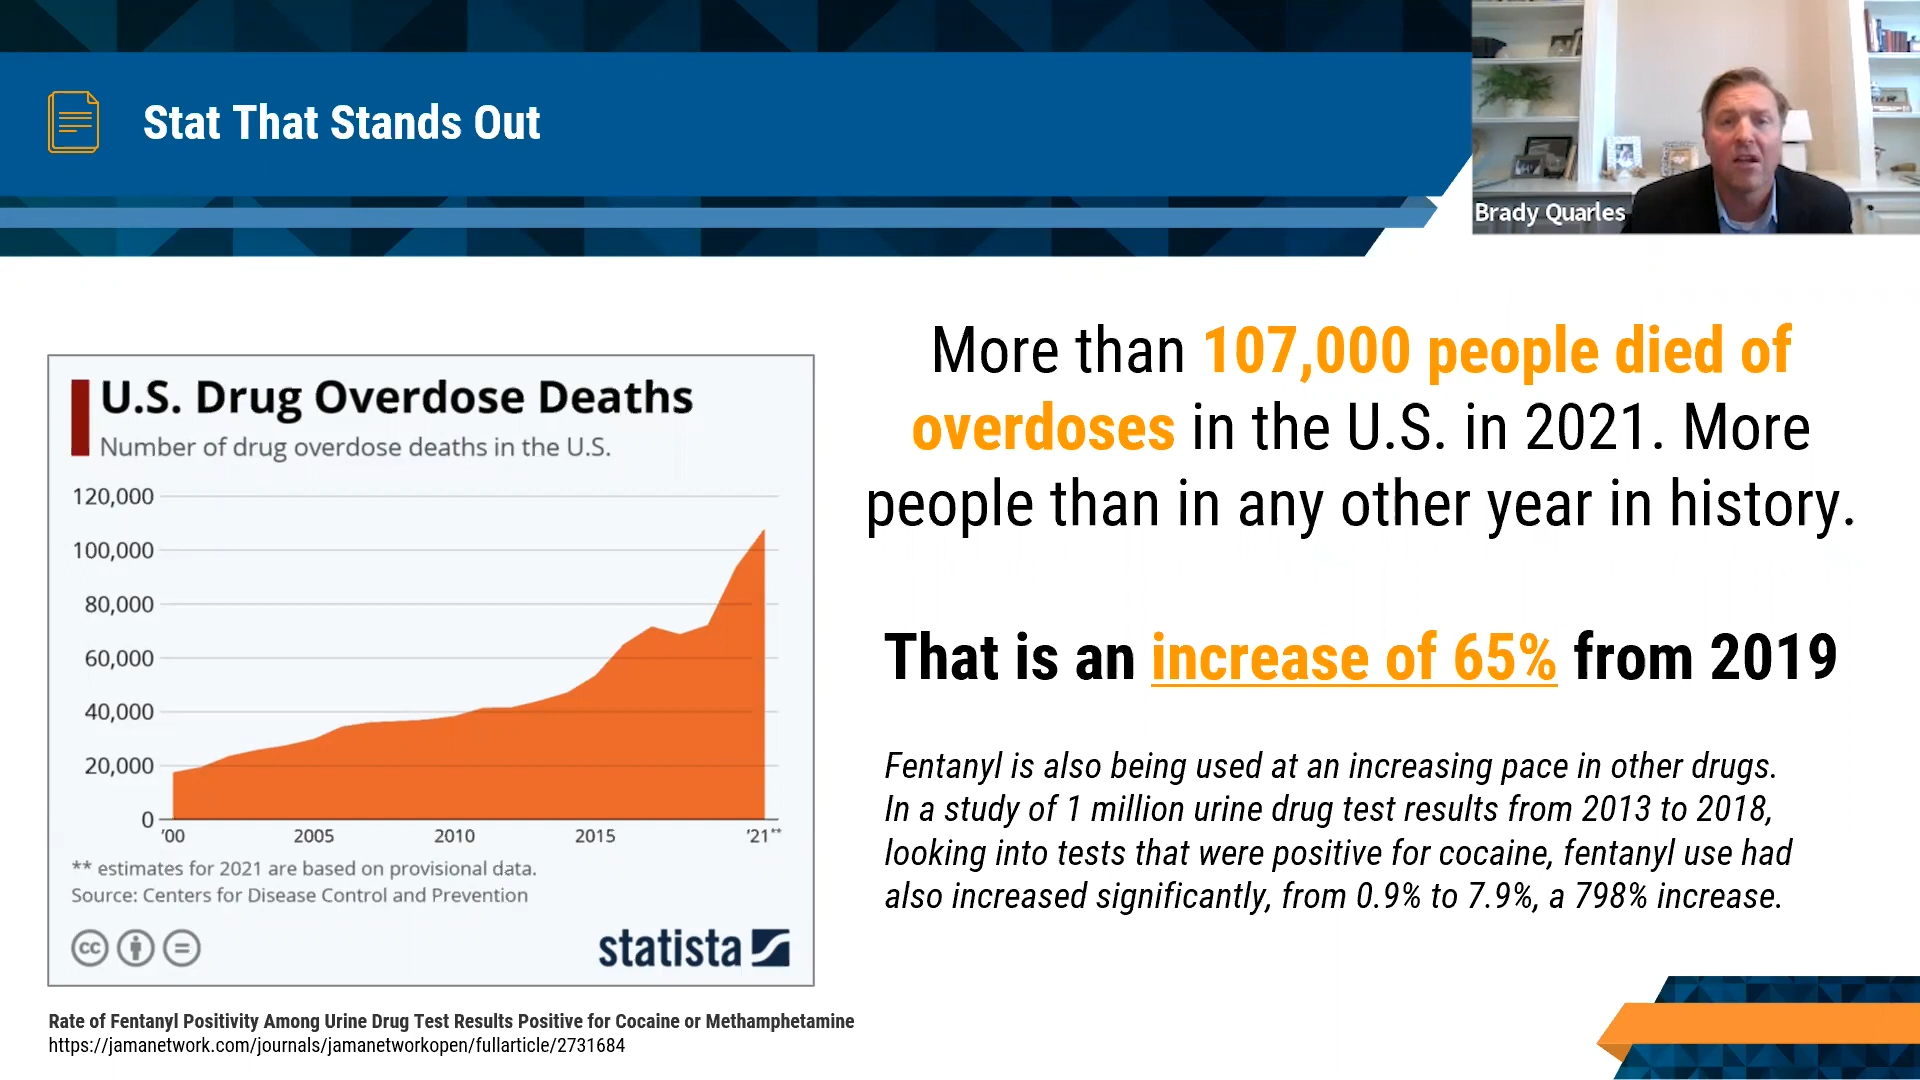 Stat That Stands Out
Brady Quarles
U.S. Drug Overdose Deaths
Number of drug overdose deaths in the U.S.
120,000
100,000
80,000
60,000
40,000
20,000
0
'00 2005 2010 2015 '21**
** estimates for 2021 are based on provisional data.
Source: Centers for Disease Control and Prevention
cc
statista
More than 107,000 people died of
overdoses in the U.S. in 2021. More
people than in any other year in history.
That is an increase of 65% from 2019
Fentanyl is also being used at an increasing pace in other drugs.
In a study of 1 million urine drug test results from 2013 to 2018,
looking into tests that were positive for cocaine, fentanyl use had
also increased significantly, from 0.9% to 7.9%, a 798% increase.
Rate of Fentanyl Positivity Among Urine Drug Test Results Positive for Cocaine or Methamphetamine
https://jamanetwork.com/journals/jamanetworkopen/fullarticle/2731684